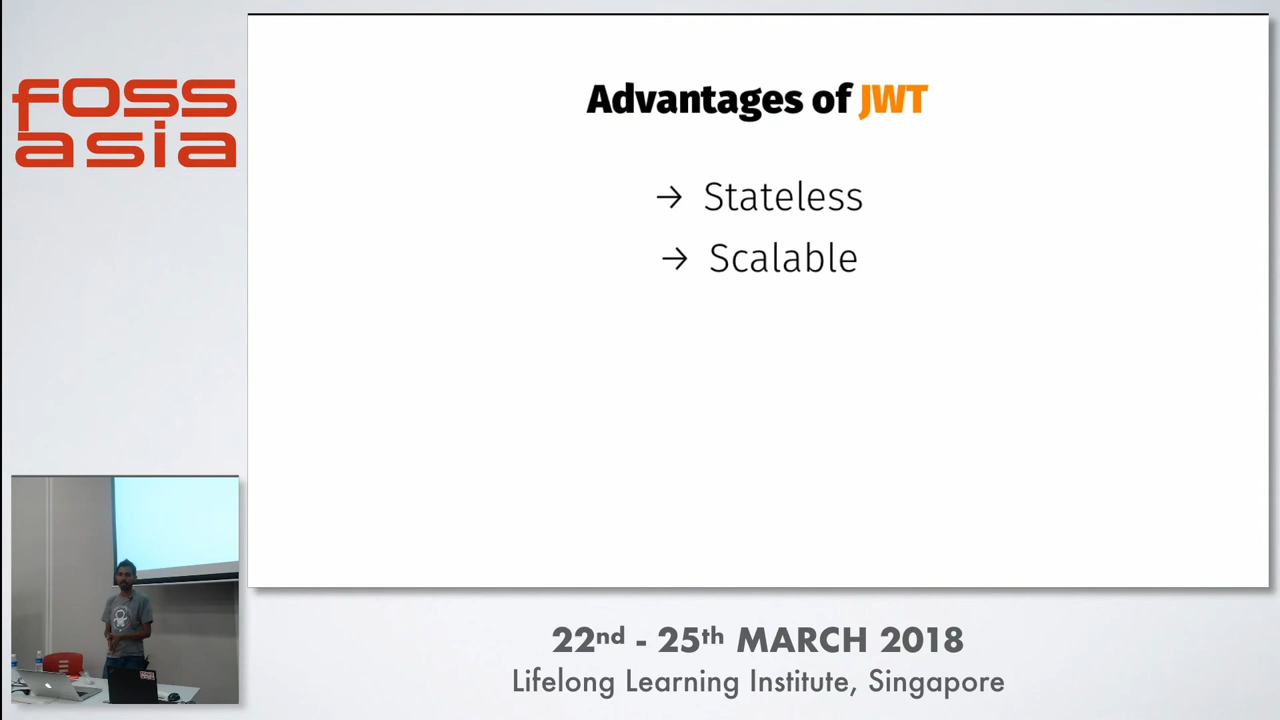 foss
asia
Advantages of JWT
→ Stateless
→ Scalable
22nd - 25th MARCH 2018
Lifelong Learning Institute, Singapore